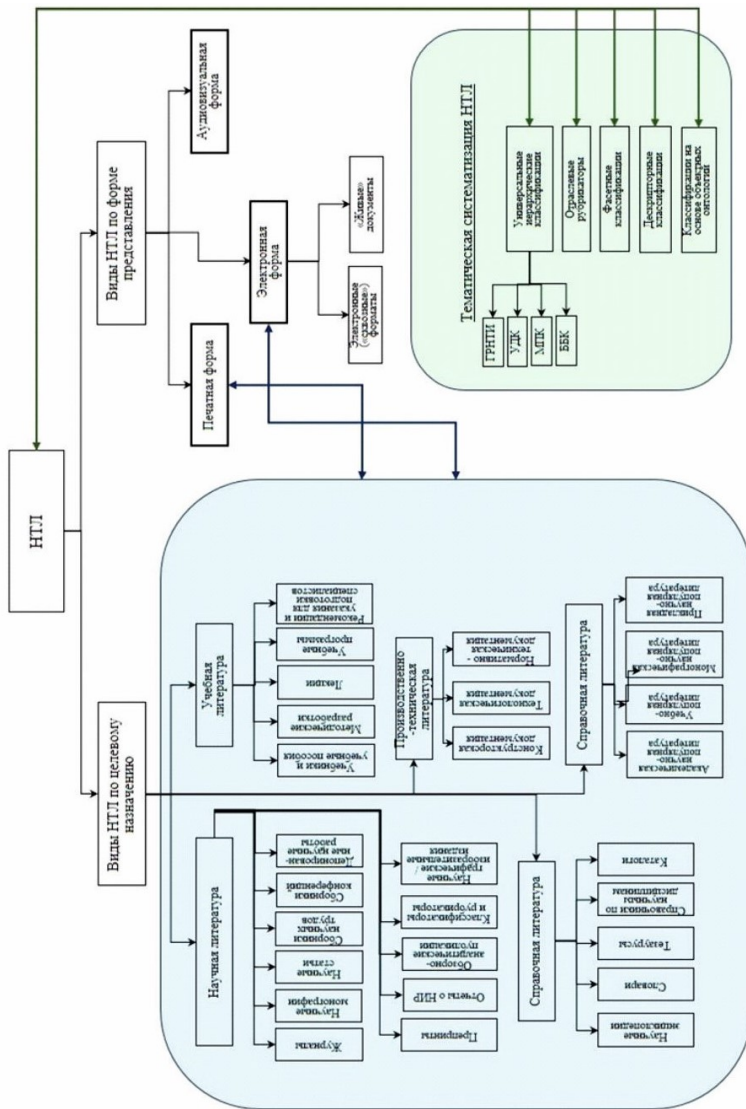 НТЛ
Виды НТЛ по целевому
назначению
Виды НТЛ по форме
представления
Научная литература
Журналы
Научные
монографии
Научные
статьи
Сборники
научных
трудов
Сборники
конференций
Депонирован-
ные научные
работы
Препринты
Отчеты о НИР
Обзорно-
аналитические
публикации
Классификаторы
и рубрикаторы
Научные
графические /
изобразительные
издания
Учебная
литература
Учебники и
учебные пособия
Методические
разработки
Лекции
Учебные
программы
Рекомендации и
указания для
подготовки
специалистов
Производственно
-техническая
литература
Конструкторская
документация
Технологическая
документация
Нормативно -
техническая
документация
Справочная литература
Научные
энциклопедии
Словари
Тезаурусы
Справочники по
научным
дисциплинам
Каталоги
Справочная литература
Академическая
научно-
популярная
литература
Учебно-
популярная
литература
Монографическая
научно-
популярная
литература
Прикладная
научно-
популярная
литература
Печатная форма
Электронная
форма
Аудиовизуальная
форма
Электронные
(«сквозные»)
форматы
«Живые»
документы
Тематическая систематизация НТЛ
Универсальные
иерархические
классификации
ГРНТИ
УДК
МПК
ББК
Отраслевые
рубрикаторы
Фасетные
классификации
Дескрипторные
классификации
Классификации на
основе объектных
онтологий